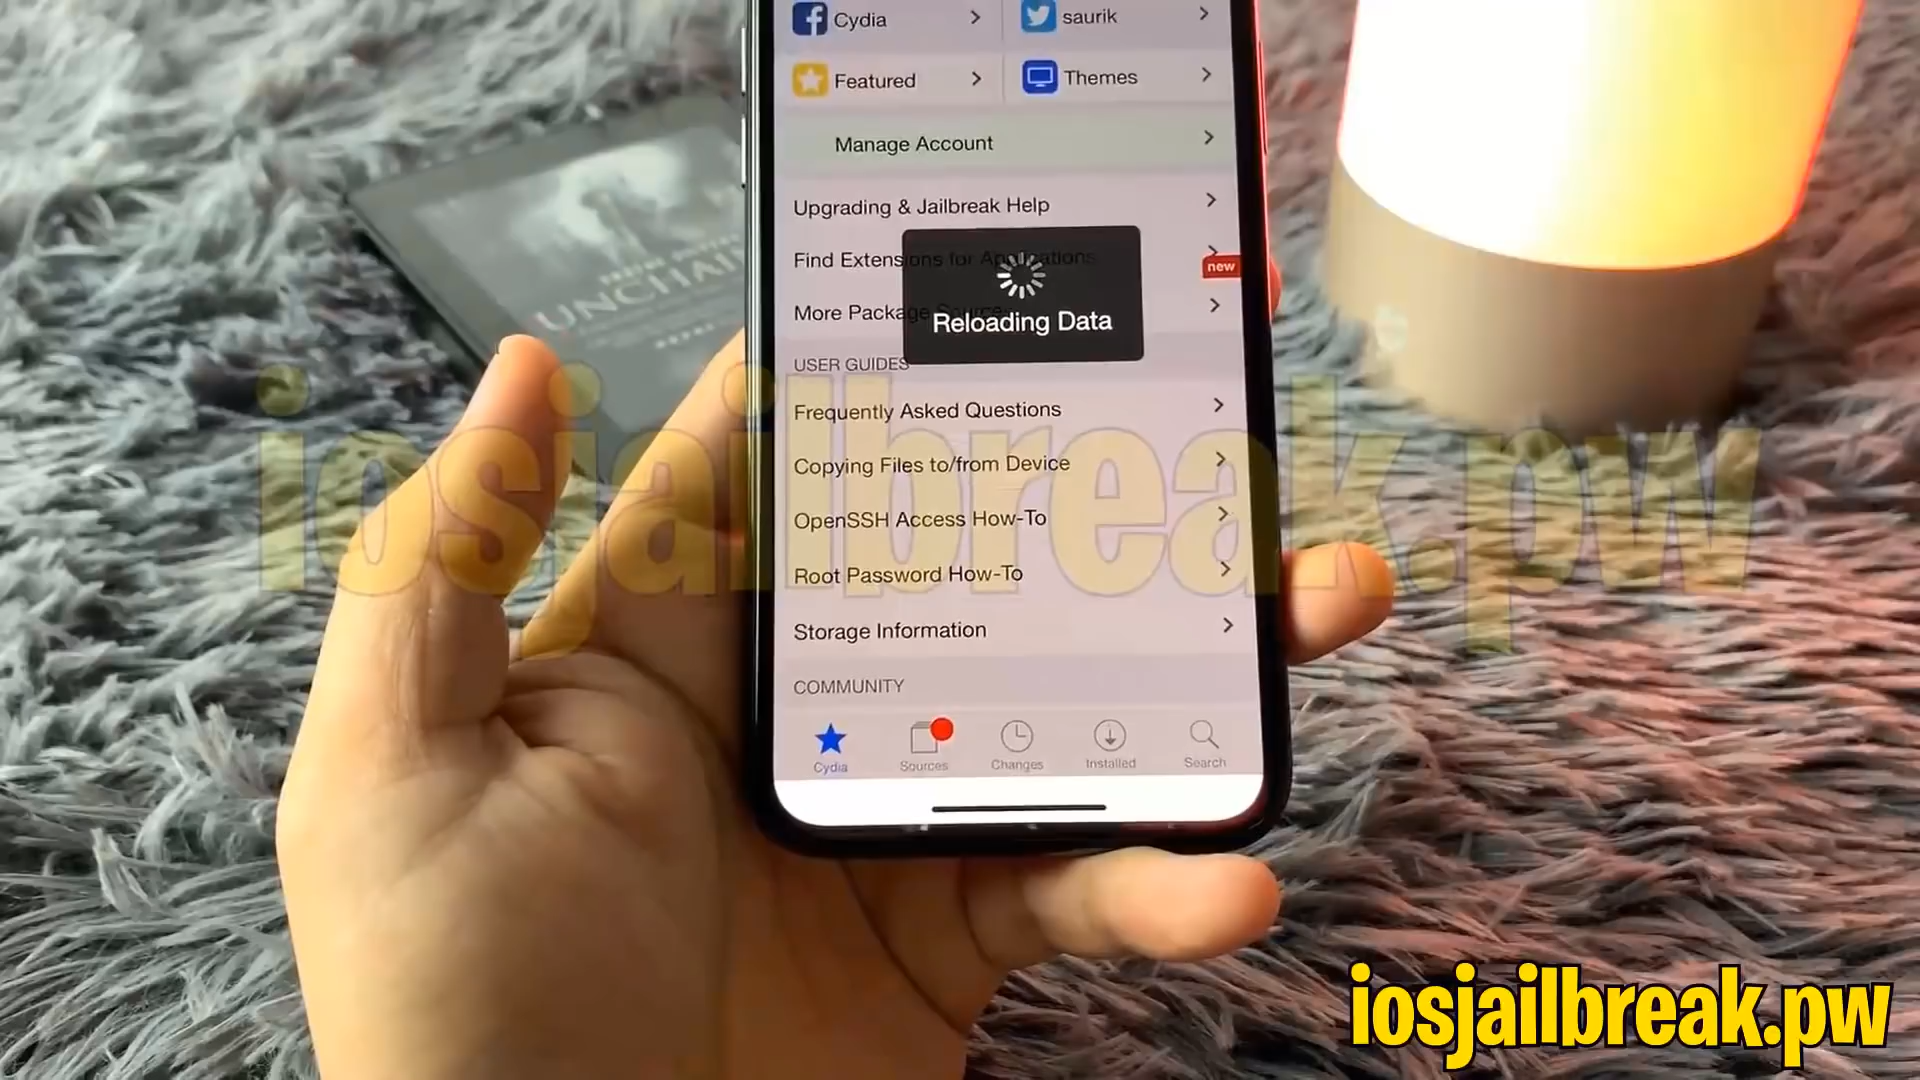 Cydia
saurik
Featured
Themes
Manage Account
Upgrading & Jailbreak Help
Find Extensions for Applications
new
More Package
Reloading Data
USER GUIDES
Frequently Asked Questions
Copying Files to/from Device
OpenSSH Access How-To
Root Password How-To
Storage Information
COMMUNITY
Cydia
Sources
Changes
Installed
Search
iosjailbreak.pw
iosjailbreak.pw